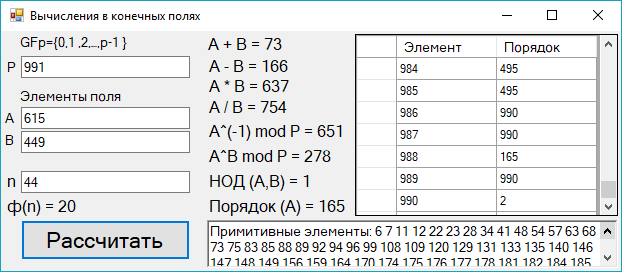 Вычисления в конечных полях
GFp={0,1 ,2,...,p-1 }
P 991
Элементы поля
A 615
B 449
n 44
ф(n) = 20
Рассчитать
A + B = 73
A - B = 166
A * B = 637
A / B = 754
A^(-1) mod P = 651
A^B mod P = 278
НОД (A,B) = 1
Порядок (A) = 165
Элемент Порядок
984 495
985 495
986 990
987 990
988 165
989 990
990 2
Примитивные элементы: 6 7 11 12 22 23 28 34 41 48 54 57 63 68
73 75 83 85 88 89 92 94 96 99 108 109 120 129 131 133 135 140 146
147 148 149 156 159 164 170 174 175 176 177 178 181 182 184 185